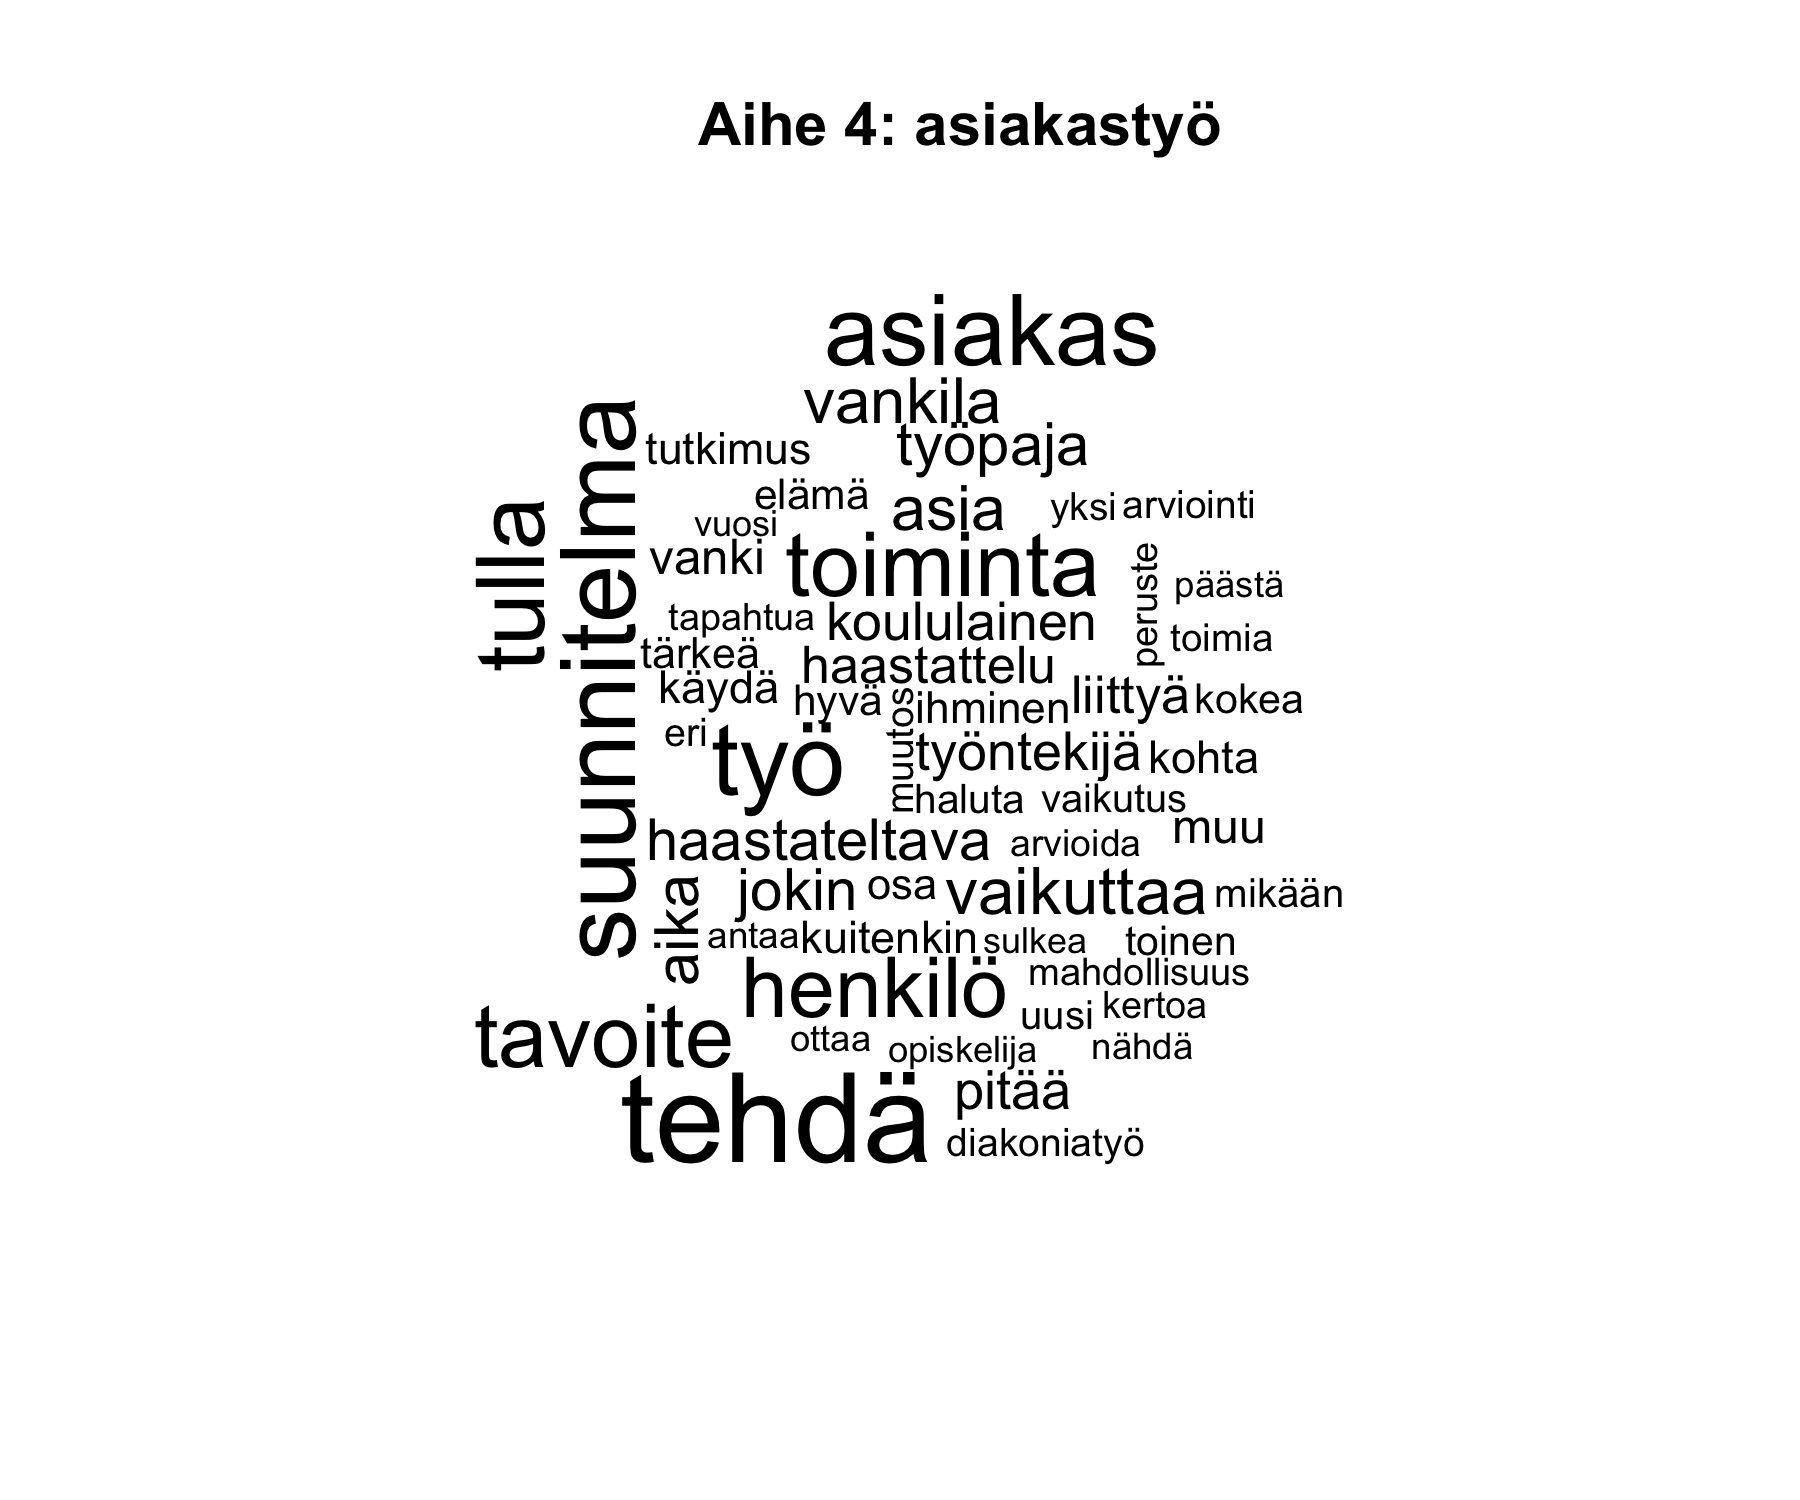 Aihe 4: asiakastyö
asiakas
vankila
tutkimus työpaja
elämä asia yksi arviointi
vuosi
vanki toiminta
tulla
suunnitelma
peruste
päästä
tapahtua koululainen
toimia
tärkeä haastattelu
käydä hyvä ihminen liittyä kokea
muutos
eri työ työntekijä kohta
haluta vaikutus
muu
haastateltava arvioida
jokin osa vaikuttaa mikään
aika
antaa kuitenkin sulkea toinen
henkilö mahdollisuus
uusi kertoa
tavoite ottaa opiskelija nähdä
tehdä pitää
diakoniatyö